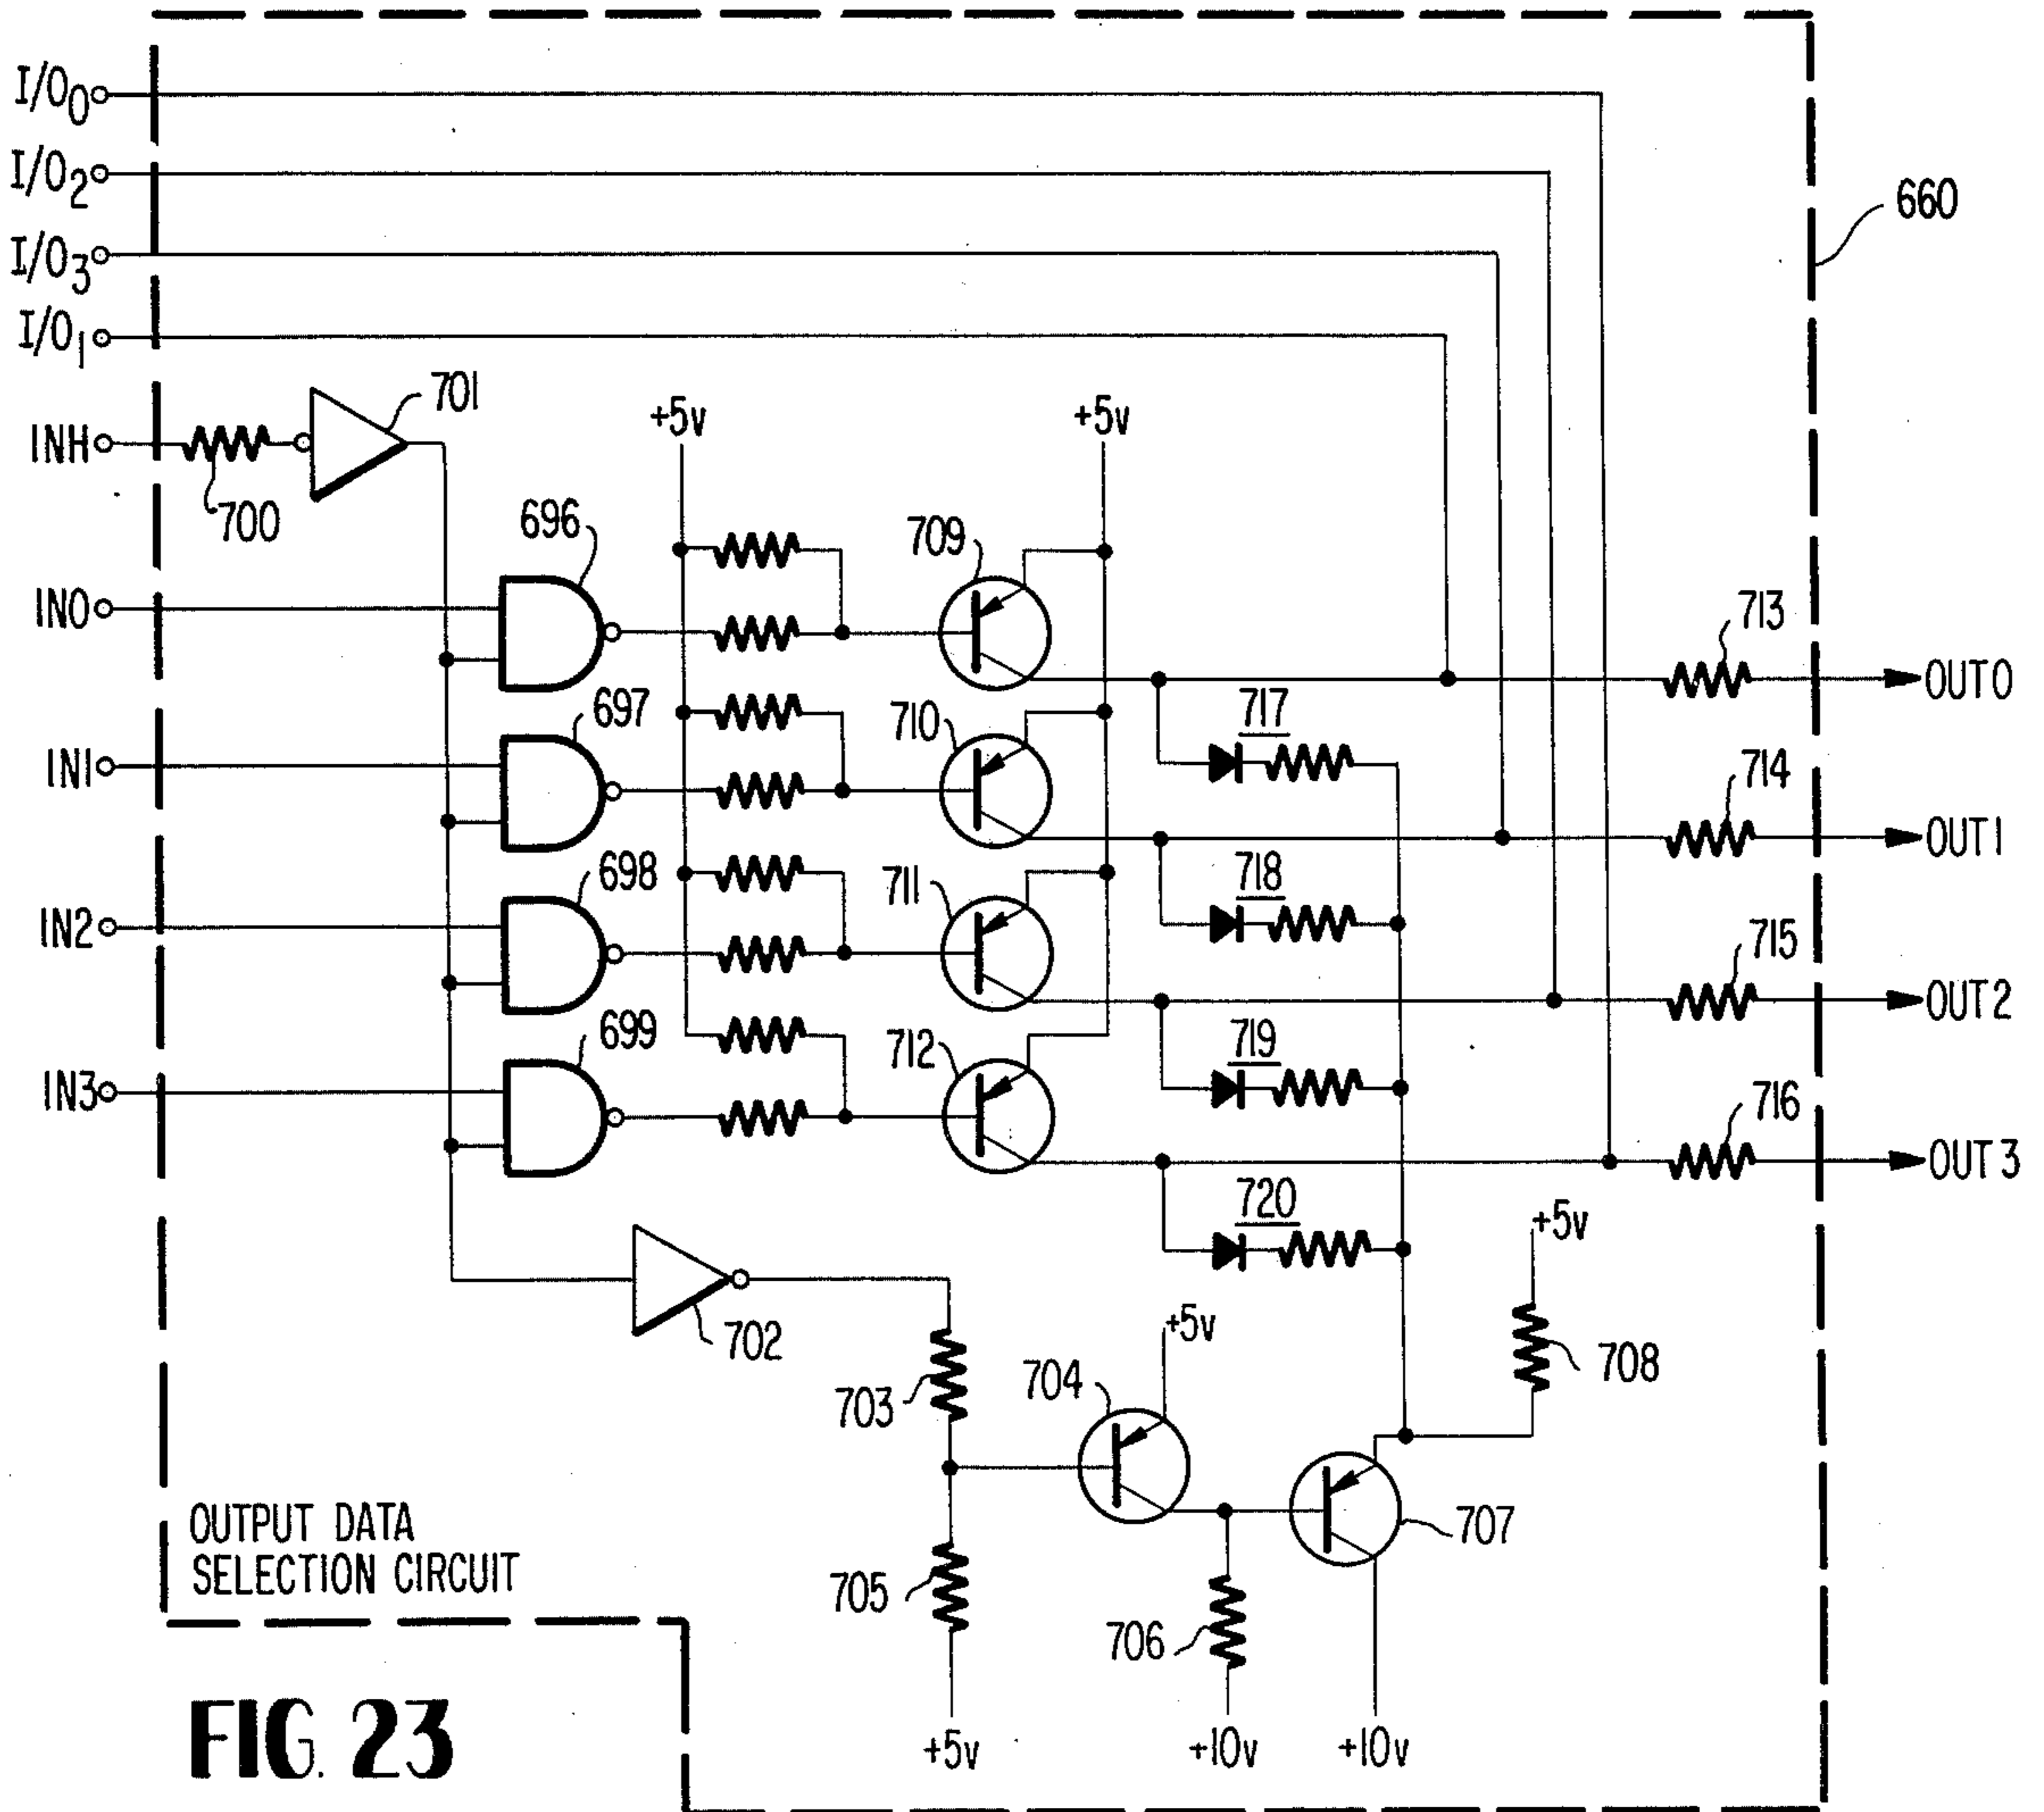 I/O0
I/O2
660
I/O3
I/O1
701
+5v
+5v
INH
700
696
709
IN0
713
OUT0
697
710
717
IN1
714
OUT1
698
711
718
IN2
715
OUT2
699
712
719
IN3
716
OUT3
720
+5v
702
+5v
708
703
704
707
OUTPUT DATA
SELECTION CIRCUIT
705
706
FIG. 23
+5v
+10v
+10v